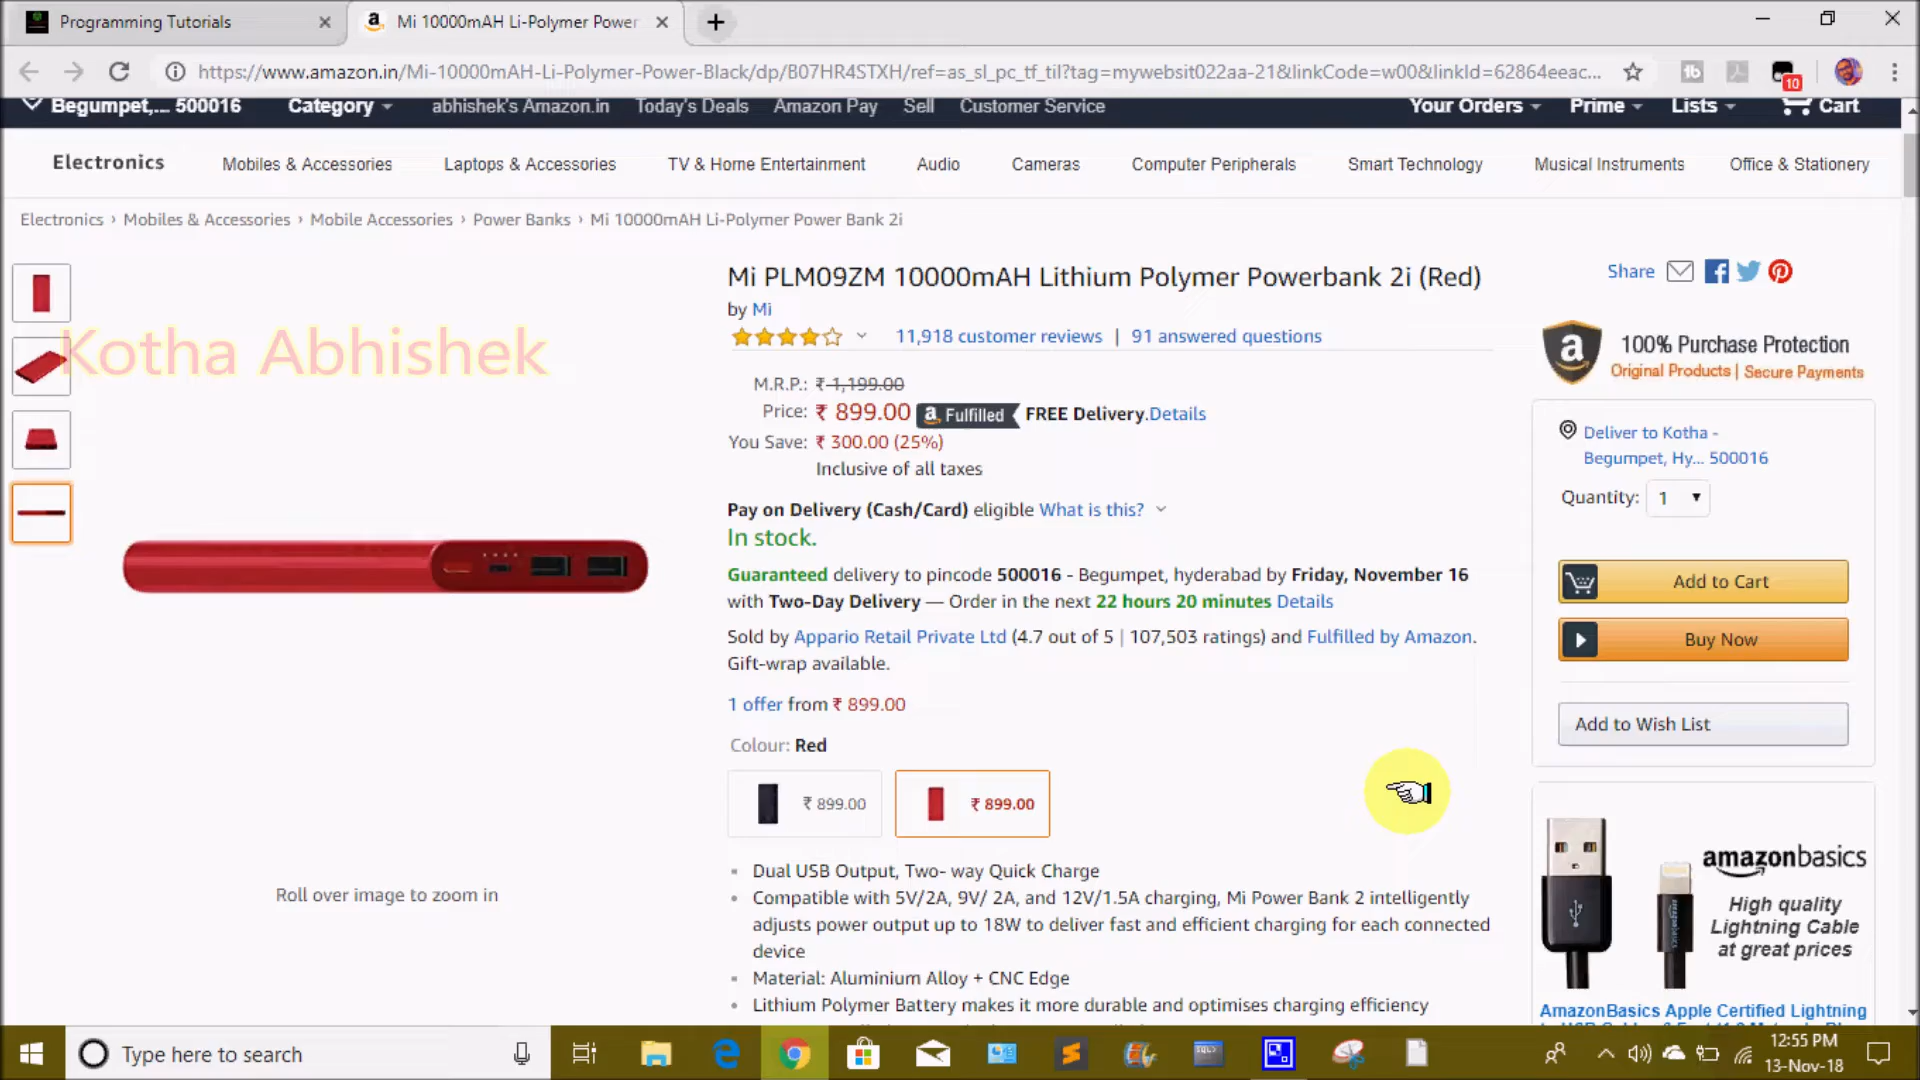 Programming Tutorials
Mi 10000mAH Li-Polymer Power
https://www.amazon.in/Mi-10000mAH-Li-Polymer-Power-Black/dp/B07HR4STXH/ref=as_sl_pc_tf_til?tag=mywebsit022aa-21&linkCode=w00&linkId=62864eeac...
10
Begumpet,... 500016 Category abhishek's Amazon.in Today's Deals Amazon Pay Sell Customer Service Your Orders Prime Lists Cart
Electronics Mobiles & Accessories Laptops & Accessories TV & Home Entertainment Audio Cameras Computer Peripherals Smart Technology Musical Instruments Office & Stationery
Electronics › Mobiles & Accessories › Mobile Accessories › Power Banks › Mi 10000mAH Li-Polymer Power Bank 2i
Kotha Abhishek
Roll over image to zoom in
Mi PLM09ZM 10000mAH Lithium Polymer Powerbank 2i (Red)
by Mi
11,918 customer reviews | 91 answered questions
M.R.P.: ₹ 1,199.00
Price: ₹ 899.00 a Fulfilled FREE Delivery.Details
You Save: ₹ 300.00 (25%)
Inclusive of all taxes
Pay on Delivery (Cash/Card) eligible What is this?
In stock.
Guaranteed delivery to pincode 500016 - Begumpet, hyderabad by Friday, November 16
with Two-Day Delivery — Order in the next 22 hours 20 minutes Details
Sold by Appario Retail Private Ltd (4.7 out of 5 | 107,503 ratings) and Fulfilled by Amazon.
Gift-wrap available.
1 offer from ₹ 899.00
Colour: Red
₹ 899.00 ₹ 899.00
▪ Dual USB Output, Two- way Quick Charge
▪ Compatible with 5V/2A, 9V/ 2A, and 12V/1.5A charging, Mi Power Bank 2 intelligently
adjusts power output up to 18W to deliver fast and efficient charging for each connected
device
▪ Material: Aluminium Alloy + CNC Edge
▪ Lithium Polymer Battery makes it more durable and optimises charging efficiency
Share
a 100% Purchase Protection
Original Products | Secure Payments
Deliver to Kotha -
Begumpet, Hy... 500016
Quantity: 1
Add to Cart
Buy Now
Add to Wish List
amazonbasics
High quality
Lightning Cable
at great prices
AmazonBasics Apple Certified Lightning
Type here to search
12:55 PM
13-Nov-18